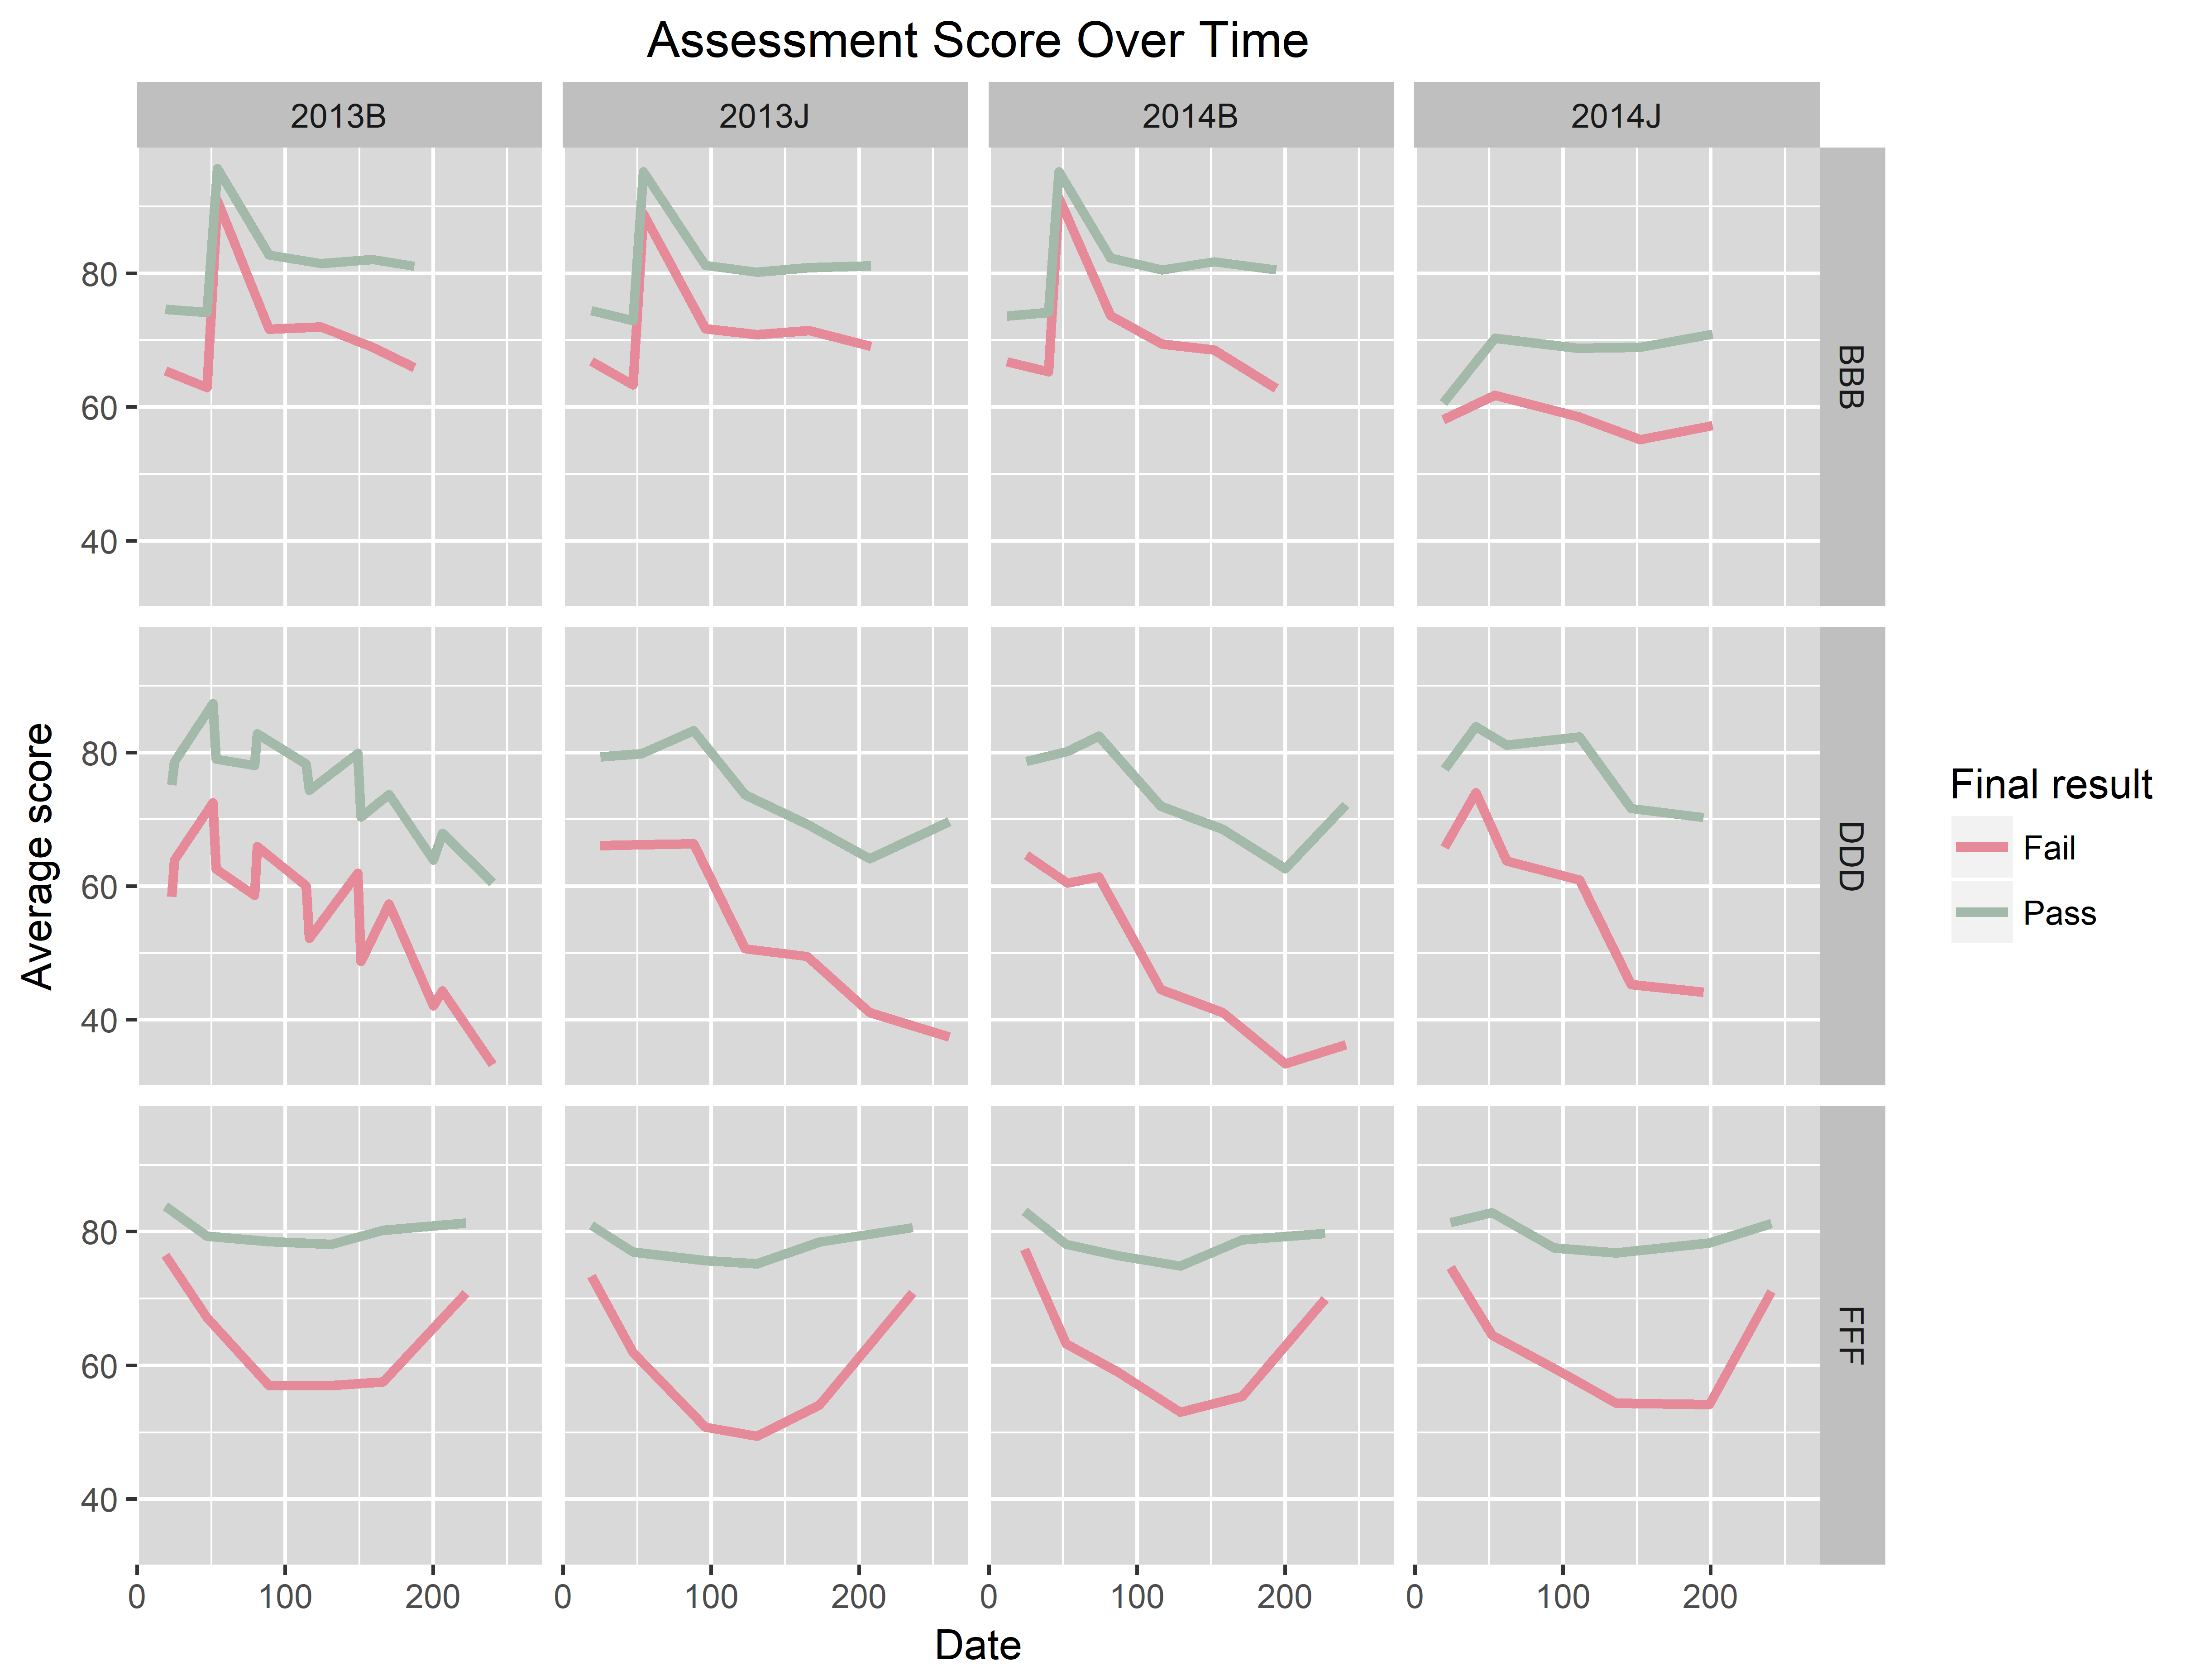 Assessment Score Over Time
2013B 2013J 2014B 2014J
80
60
40
BBB
80
60
40
DDD
80
60
40
FFF
Average score
0 100 200 0 100 200 0 100 200 0 100 200
Date
Final result
Fail
Pass